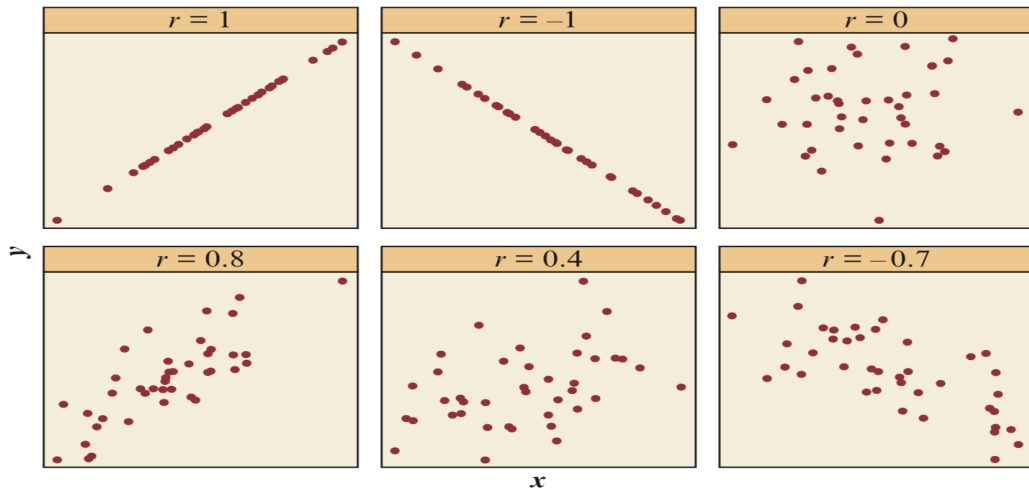 r = 1
r = –1
r = 0
r = 0.8
r = 0.4
r = –0.7
y
x